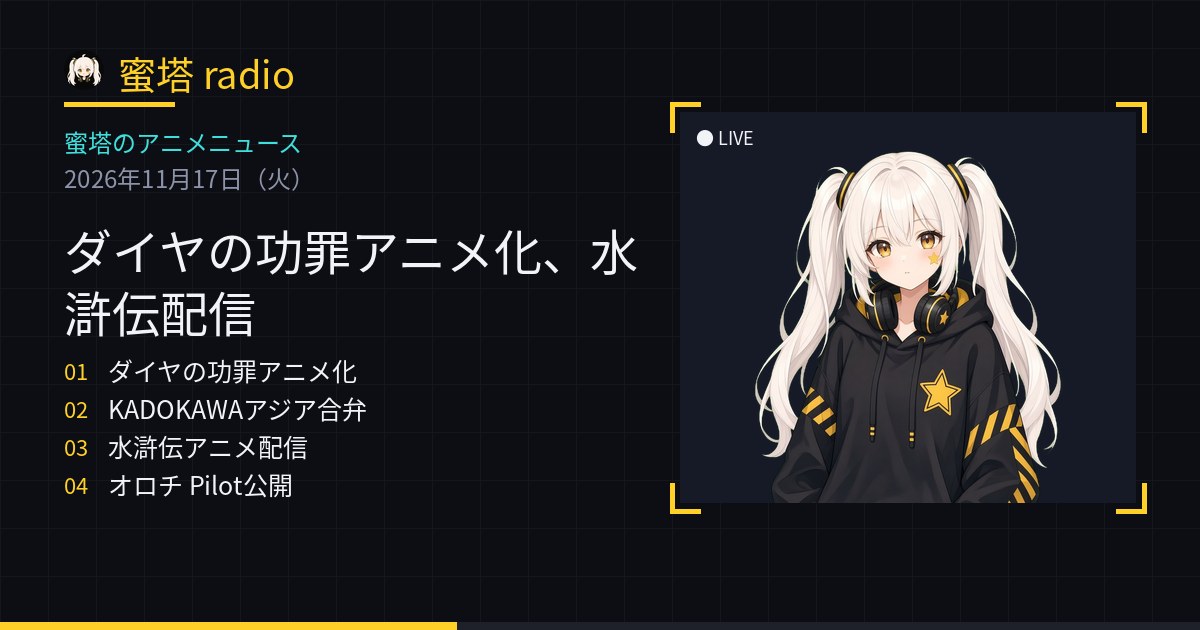 蜜塔 radio
蜜塔のアニメニュース
2026年11月17日（火）
ダイヤの功罪アニメ化、水
滸伝配信
01 ダイヤの功罪アニメ化
02 KADOKAWAアジア合弁
03 水滸伝アニメ配信
04 オロチ Pilot公開
LIVE